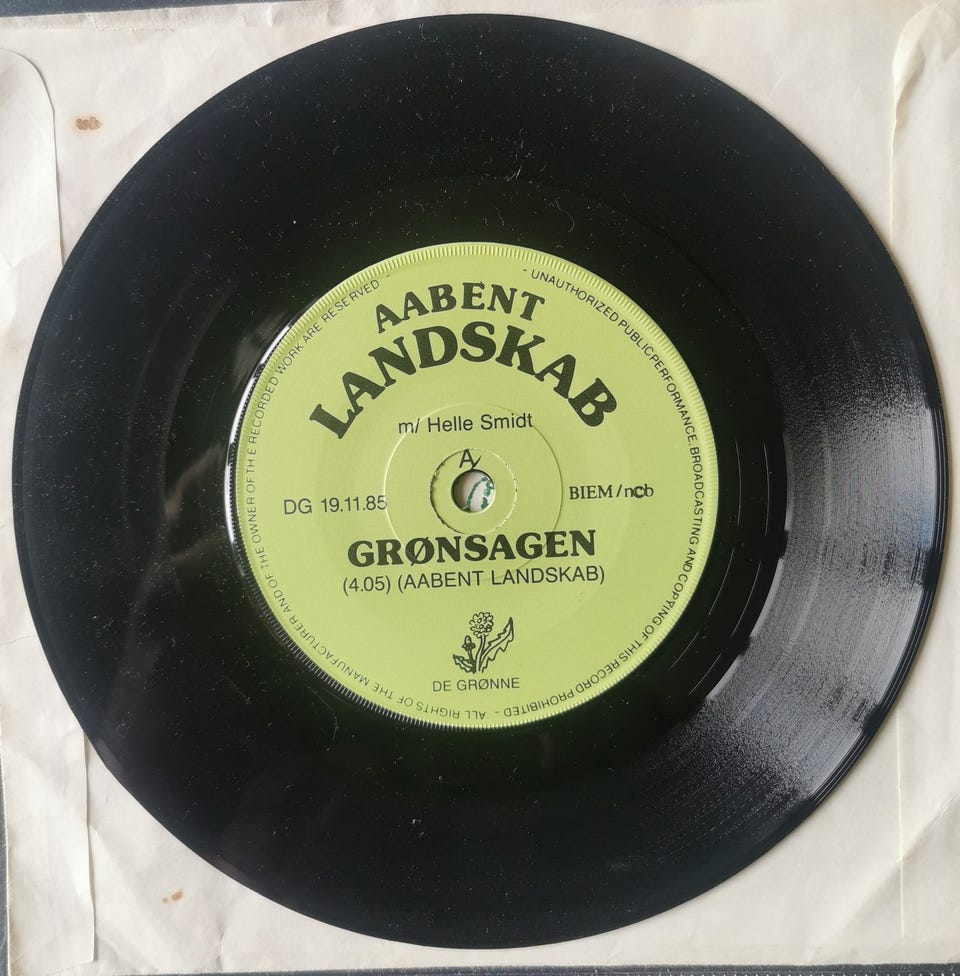 AABENT
LANDSKAB
m/ Helle Smidt
A/
DG 19.11.85
BIEM/ncb
GRØNSAGEN
(4.05) (AABENT LANDSKAB)
DE GRØNNE
- UNAUTHORIZED PUBLIC PERFORMANCE, BROADCASTING AND COPYING OF THIS RECORD PROHIBITED - ALL RIGHTS OF THE MANUFACTURER AND OF THE OWNER OF THE RECORDED WORK ARE RESERVED -